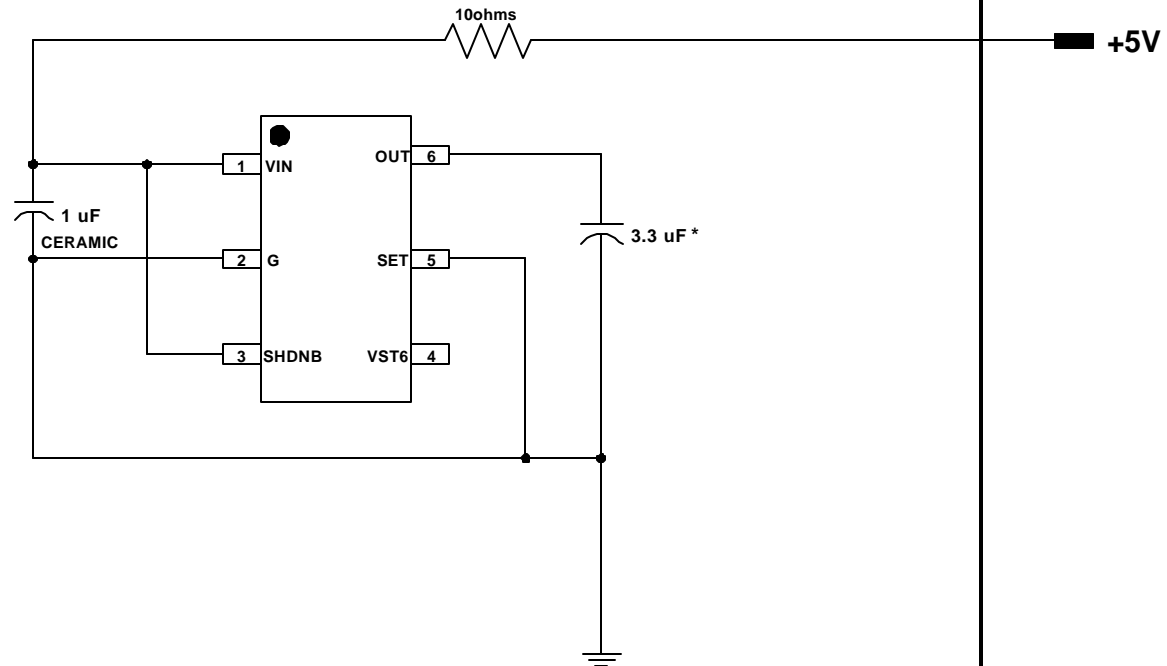 10ohms
+5V
1 VIN
OUT 6
1 uF
CERAMIC
3.3 uF *
2 G
SET 5
3 SHDNB
VST6 4